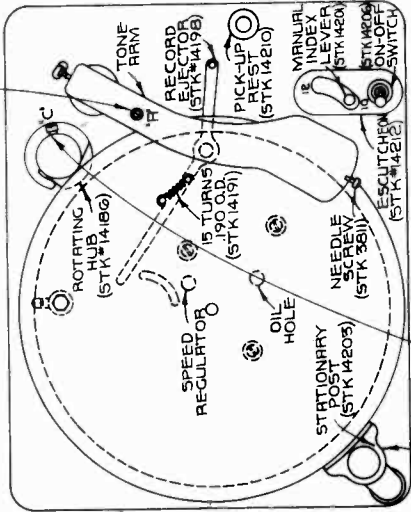 TONE-
ARM
"A"
RECORD
EJECTOR
(STK#14198)
PICK-UP
REST
(STK 14210)
MANUAL
INDEX
LEVER
(STK 14201)
(STK 14206)
ON-OFF
SWITCH
12
10
ESCUTCHEON
(STK 14212)
"C"
ROTATING
HUB
(STK#14186)
15 TURNS
.190 O.D.
(STK 14191)
SPEED
REGULATOR
OIL
HOLE
NEEDLE
SCREW
(STK 3811)
STATIONARY
POST
(STK 14203)